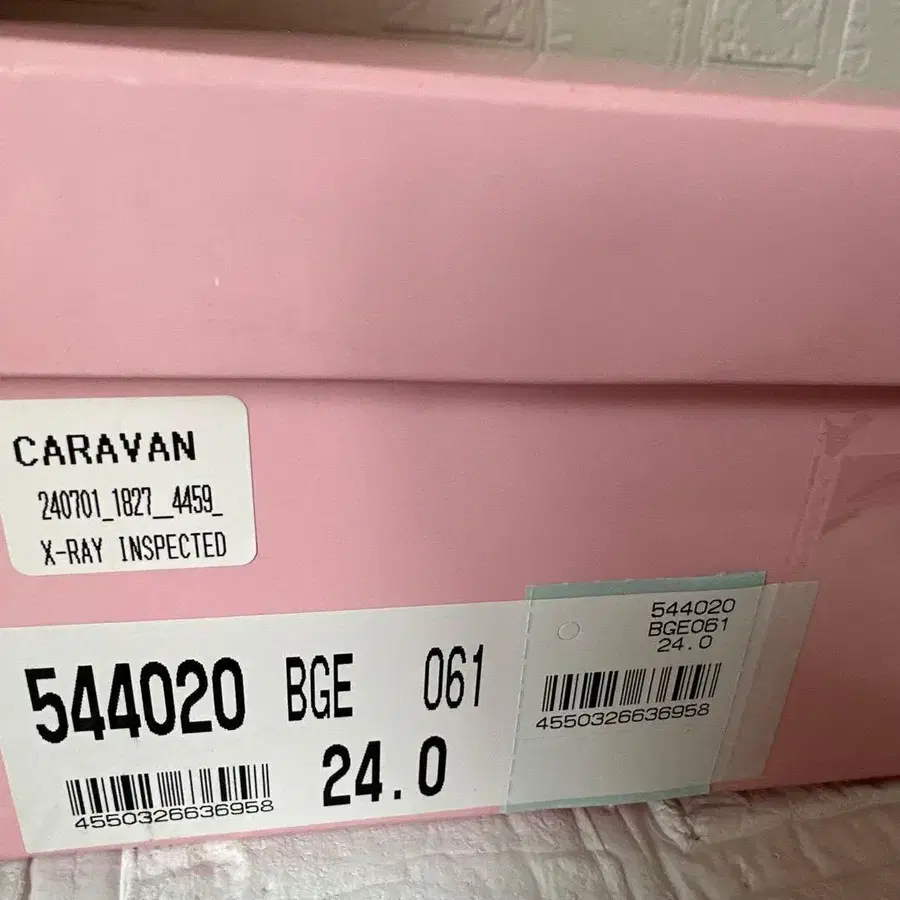 CARAVAN
240701_1827__4459_
X-RAY INSPECTED
544020 BGE 061
24.0
4550326636958
544020
BGE061
24.0
4550326636958